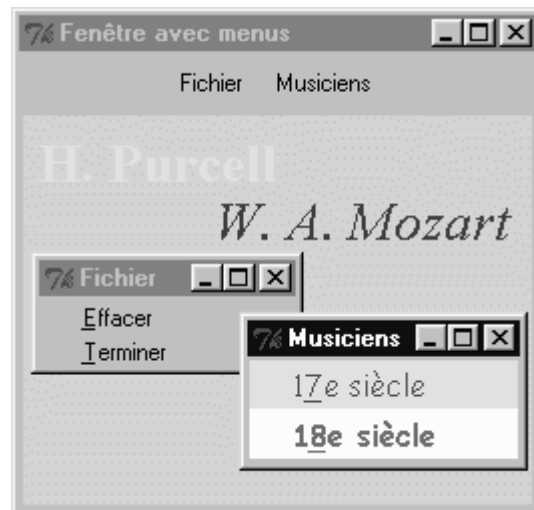 Fenêtre avec menus
Fichier Musiciens
H. Purcell
W. A. Mozart
Fichier
Effacer
Terminer
Musiciens
17e siècle
18e siècle